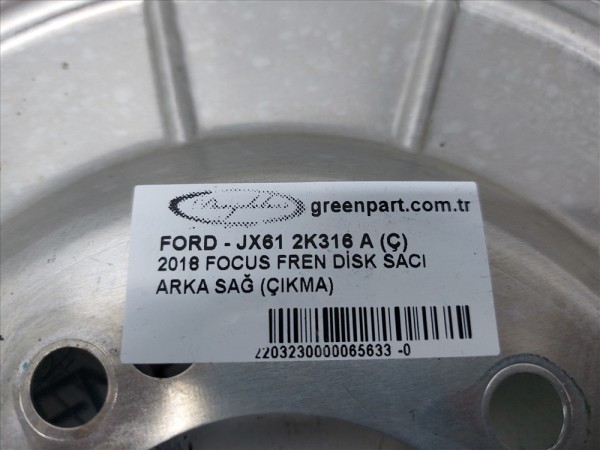 greenpart.com.tr
FORD - JX61 2K316 A (Ç)
2018 FOCUS FREN DİSK SACI
ARKA SAĞ (ÇIKMA)
2203230000065633 -0